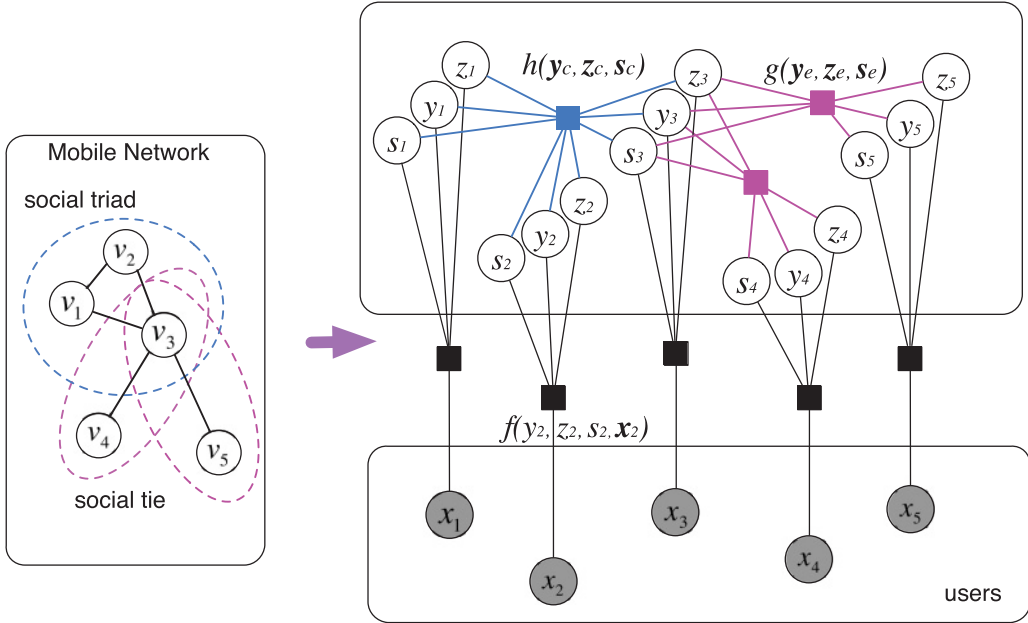 Mobile Network
social triad
v2
v1
v3
v4
v5
social tie
z1
y1
s1
h(yc, zc, sc)
z3
y3
s3
g(ye, ze, se)
z5
y5
s5
z2
y2
s2
z4
y4
s4
f(y2, z2, s2, x2)
x1
x2
x3
x4
x5
users